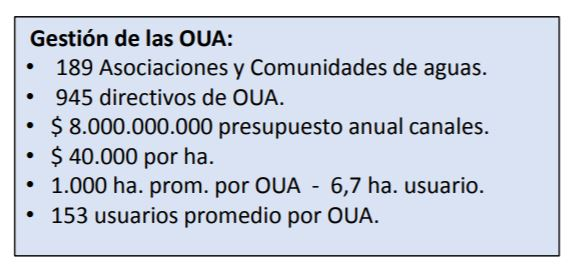 Gestión de las OUA:
• 189 Asociaciones y Comunidades de aguas.
• 945 directivos de OUA.
• $ 8.000.000.000 presupuesto anual canales.
• $ 40.000 por ha.
• 1.000 ha. prom. por OUA - 6,7 ha. usuario.
• 153 usuarios promedio por OUA.